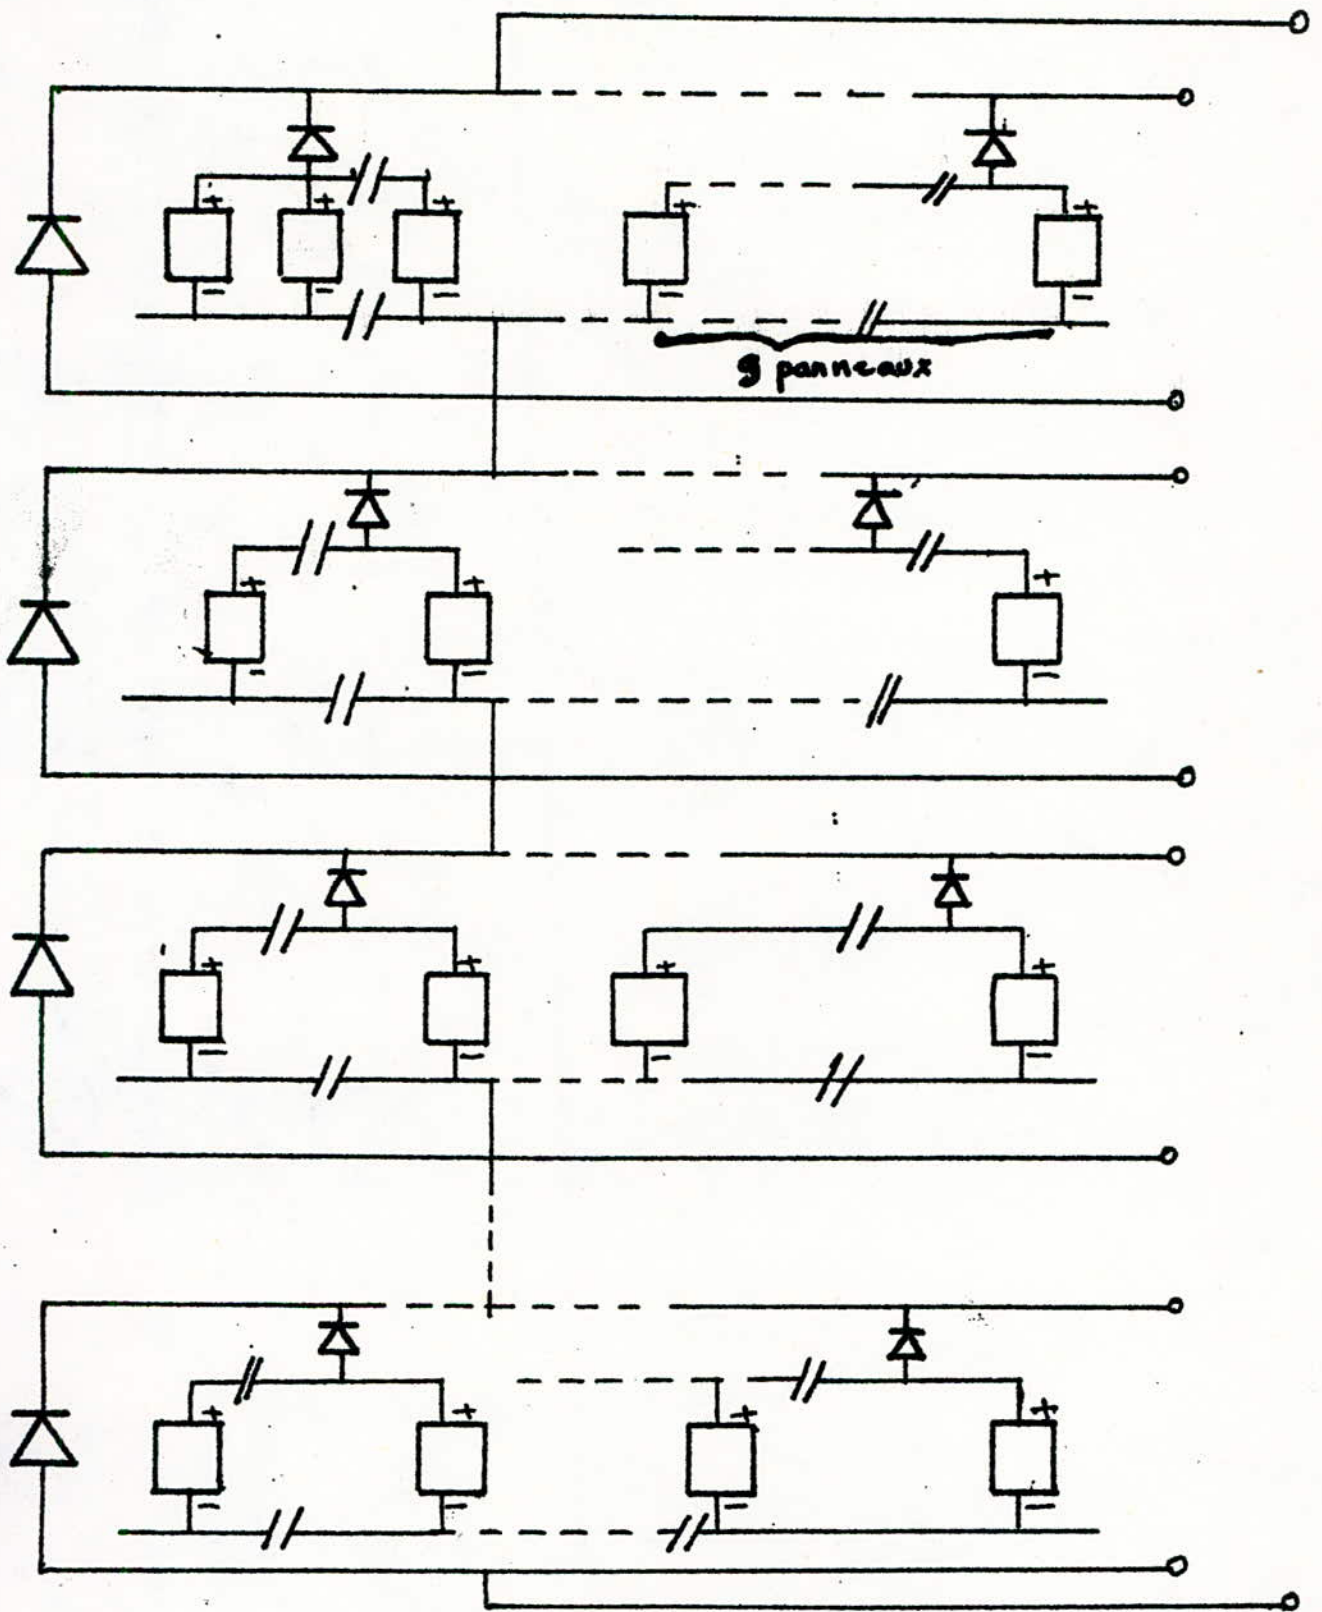 + + + + +
9 panneaux
+ + +
+ + + +
+ + + +